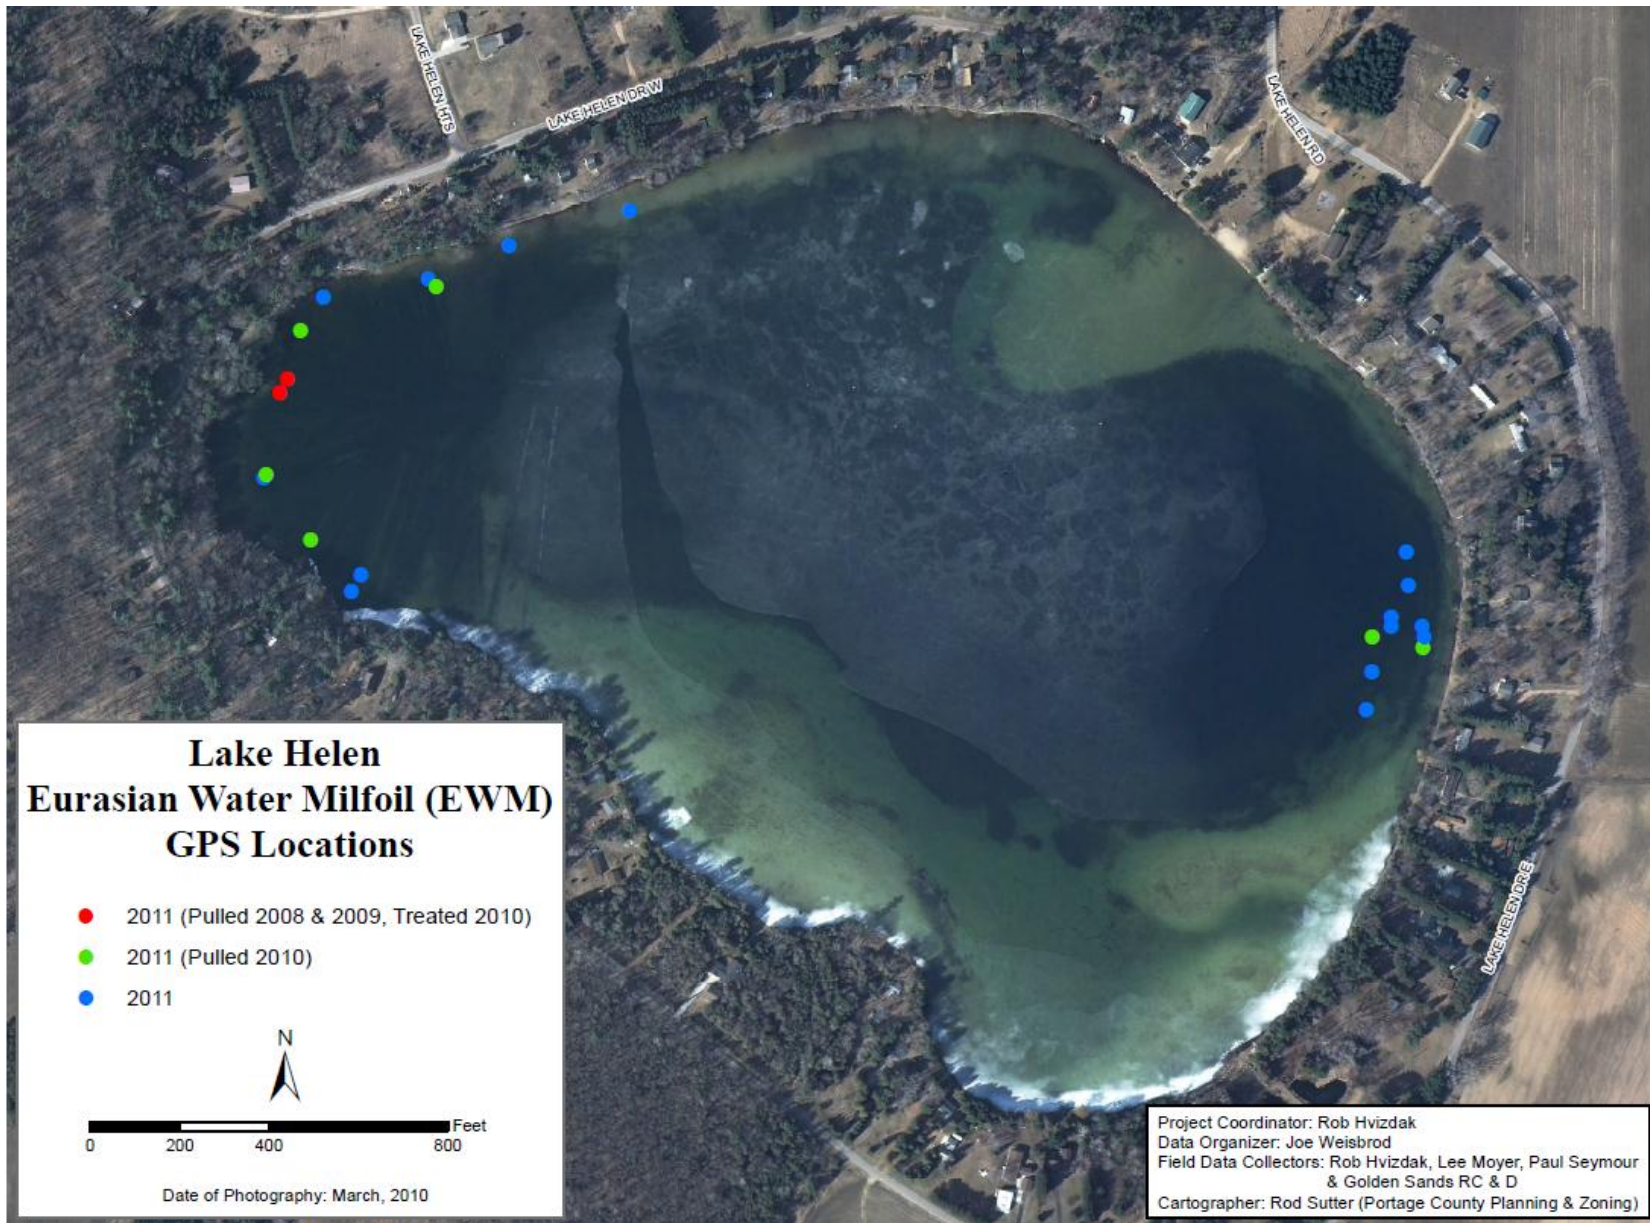 LAKE HELEN HTS
LAKE HELEN DR W
LAKE HELEN RD
LAKE HELEN DR E
Lake Helen
Eurasian Water Milfoil (EWM)
GPS Locations
2011 (Pulled 2008 & 2009, Treated 2010)
2011 (Pulled 2010)
2011
N
Feet
0 200 400 800
Date of Photography: March, 2010
Project Coordinator: Rob Hvizdak
Data Organizer: Joe Weisbrod
Field Data Collectors: Rob Hvizdak, Lee Moyer, Paul Seymour
& Golden Sands RC & D
Cartographer: Rod Sutter (Portage County Planning & Zoning)